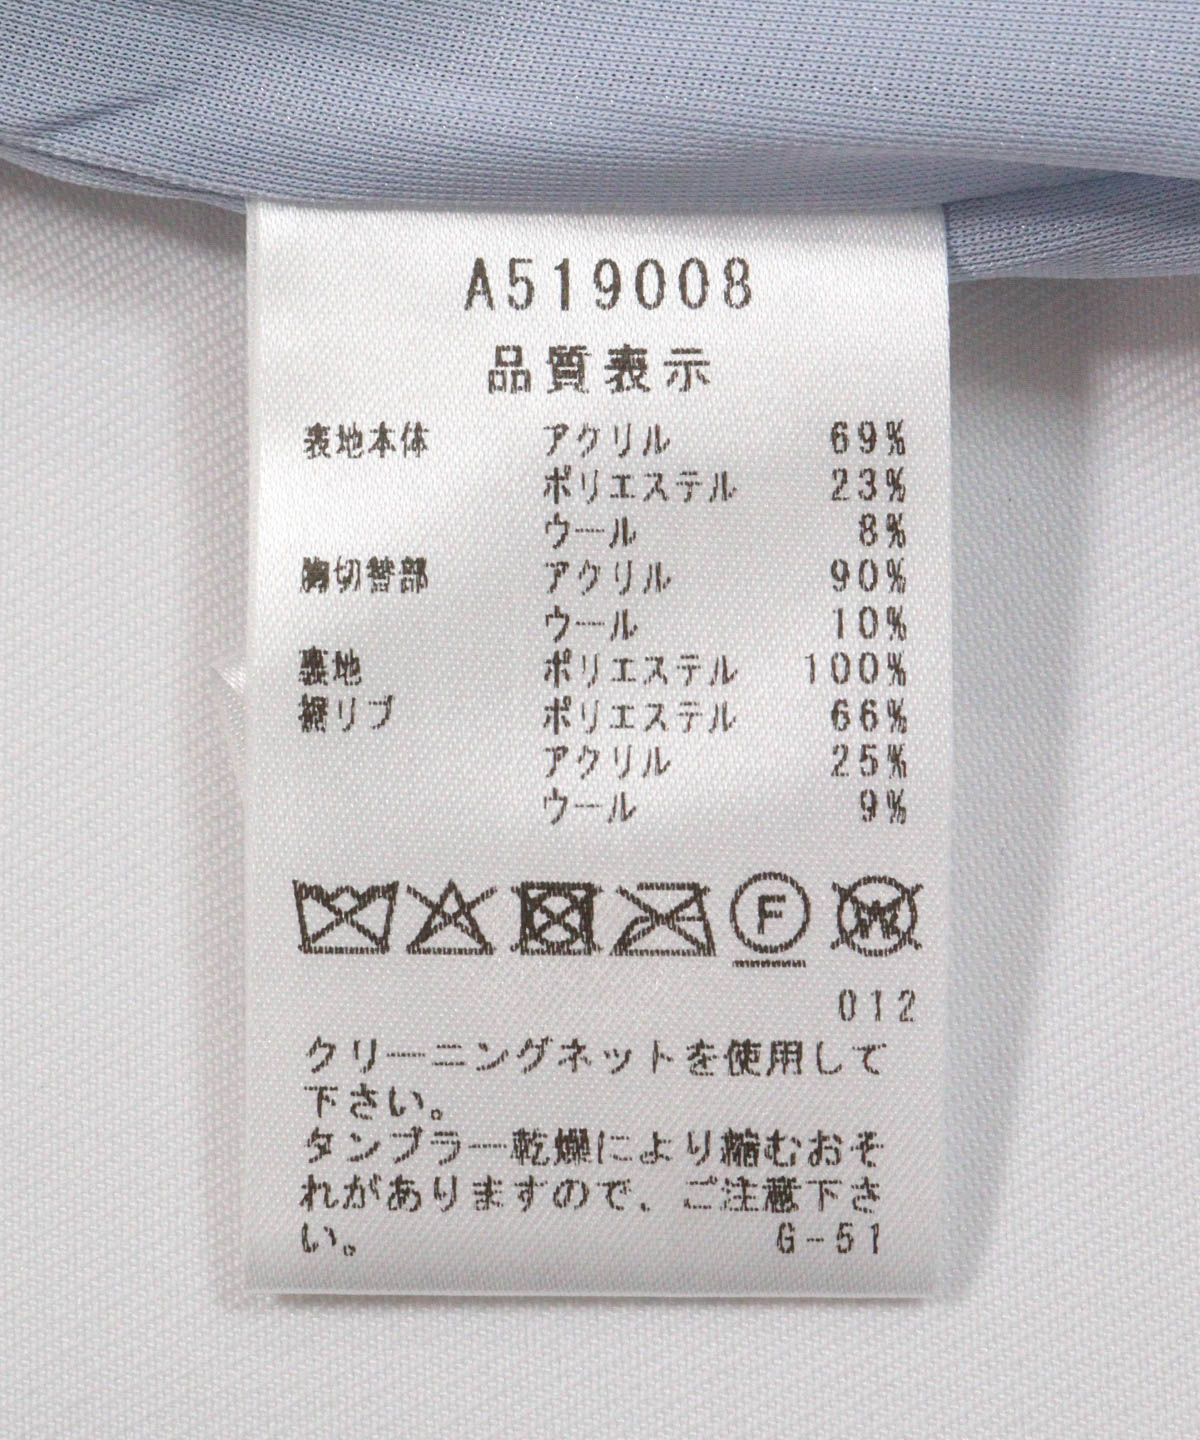 A519008
品質表示
表地本体 アクリル 69%
ポリエステル 23%
ウール 8%
胸切替部 アクリル 90%
ウール 10%
裏地 ポリエステル 100%
裾リブ ポリエステル 66%
アクリル 25%
ウール 9%
F W
012
クリーニングネットを使用して
下さい。
タンブラー乾燥により縮むおそ
れがありますので、ご注意下さ
い。 G-51